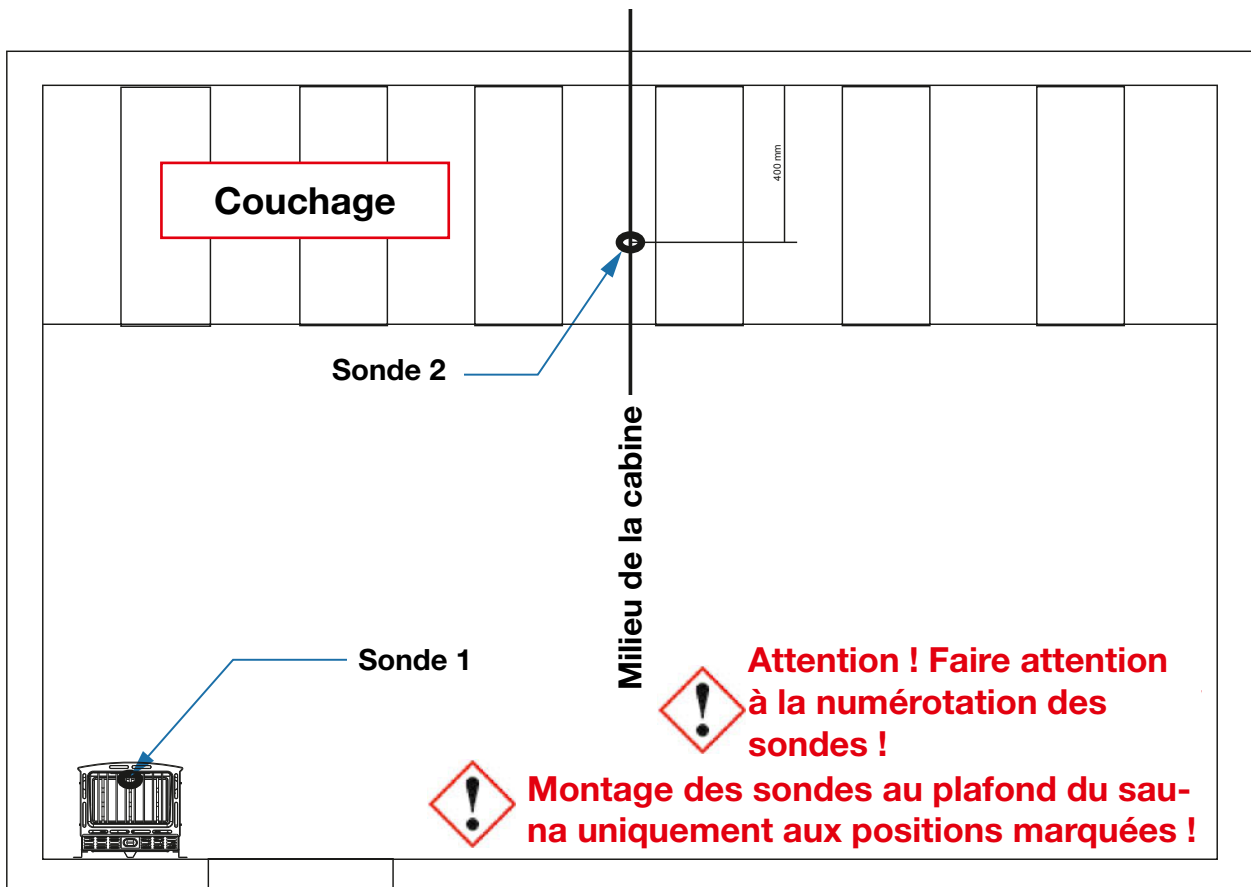 400 mm
Couchage
Sonde 2
Milieu de la cabine
Sonde 1
Attention ! Faire attention
à la numérotation des
sondes !
Montage des sondes au plafond du sau-
na uniquement aux positions marquées !